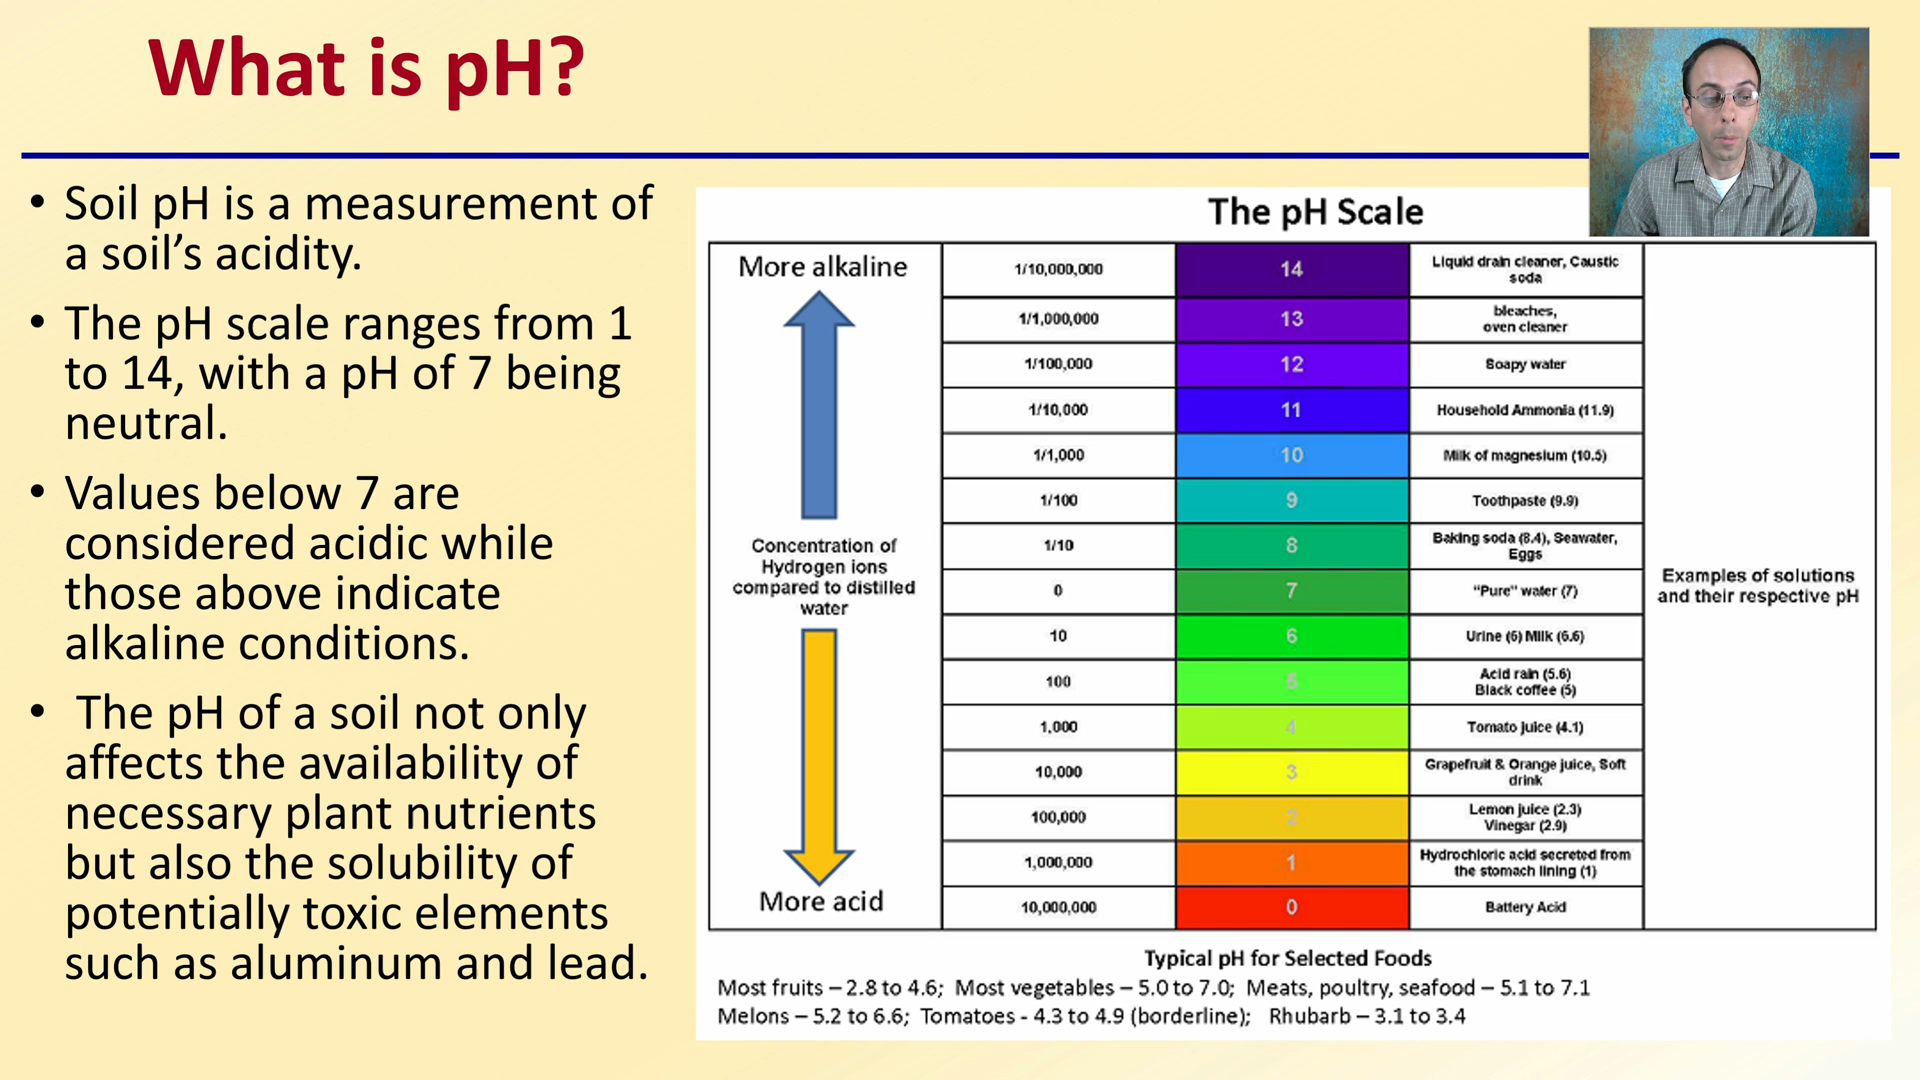 What is pH?
• Soil pH is a measurement of
a soil’s acidity.
• The pH scale ranges from 1
to 14, with a pH of 7 being
neutral.
• Values below 7 are
considered acidic while
those above indicate
alkaline conditions.
• The pH of a soil not only
affects the availability of
necessary plant nutrients
but also the solubility of
potentially toxic elements
such as aluminum and lead.
The pH Scale
More alkaline
Concentration of
Hydrogen ions
compared to distilled
water
More acid
1/10,000,000 14 Liquid drain cleaner, Caustic
soda
1/1,000,000 13 bleaches,
oven cleaner
1/100,000 12 Soapy water
1/10,000 11 Household Ammonia (11.9)
1/1,000 10 Milk of magnesium (10.5)
1/100 9 Toothpaste (9.9)
1/10 8 Baking soda (8.4), Seawater,
Eggs
0 7 “Pure” water (7)
10 6 Urine (6) Milk (6.6)
100 5 Acid rain (5.6)
Black coffee (5)
1,000 4 Tomato juice (4.1)
10,000 3 Grapefruit & Orange juice, Soft
drink
100,000 2 Lemon juice (2.3)
Vinegar (2.9)
1,000,000 1 Hydrochloric acid secreted from
the stomach lining (1)
10,000,000 0 Battery Acid
Examples of solutions
and their respective pH
Typical pH for Selected Foods
Most fruits – 2.8 to 4.6; Most vegetables – 5.0 to 7.0; Meats, poultry, seafood – 5.1 to 7.1
Melons – 5.2 to 6.6; Tomatoes - 4.3 to 4.9 (borderline); Rhubarb – 3.1 to 3.4